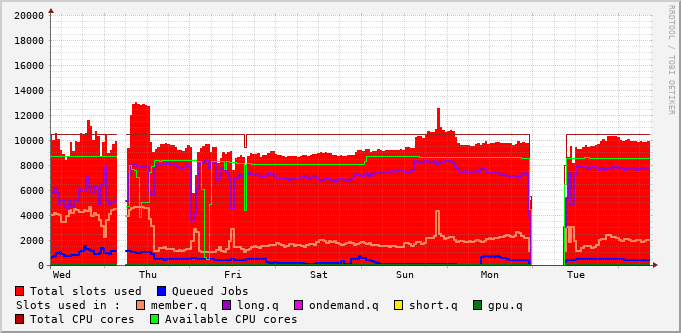 20000
18000
16000
14000
12000
10000
8000
6000
4000
2000
0
Wed Thu Fri Sat Sun Mon Tue
Total slots used Queued Jobs
Slots used in : member.q long.q ondemand.q short.q gpu.q
Total CPU cores Available CPU cores
RRDTOOL / TOBI OETIKER